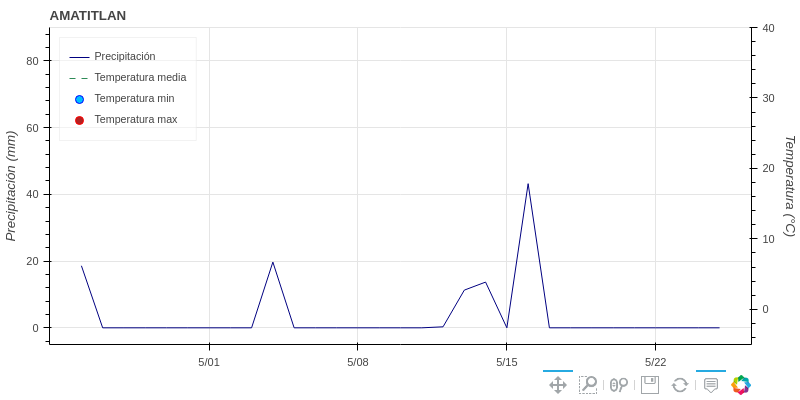 AMATITLAN
Precipitación
Temperatura media
Temperatura min
Temperatura max
Precipitación (mm)
80
60
40
20
0
Temperatura (°C)
40
30
20
10
0
5/01
5/08
5/15
5/22